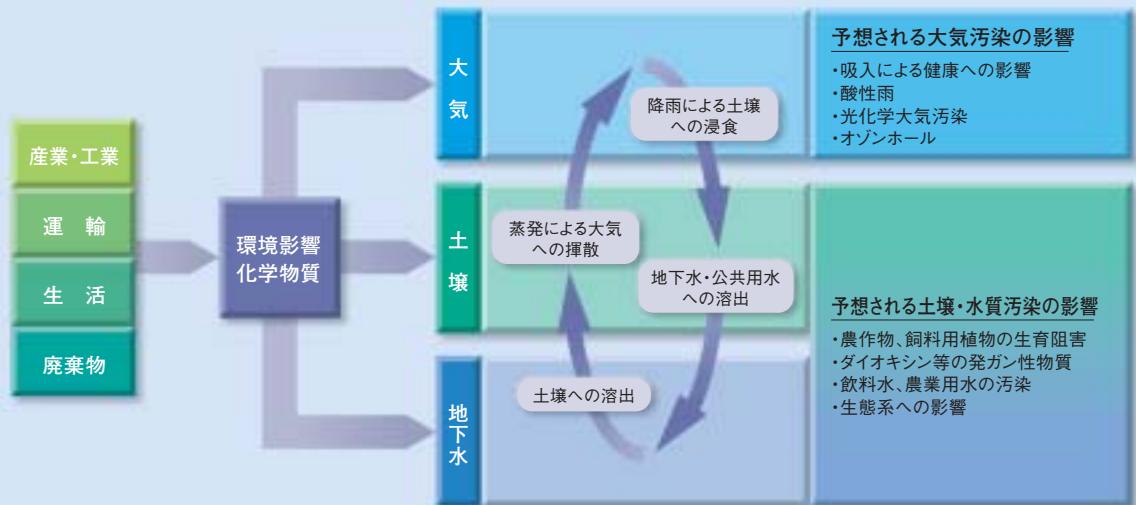 産業・工業
運輸
生活
廃棄物
環境影響
化学物質
大気
土壌
地下水
降雨による土壌
への浸食
蒸発による大気
への揮散
地下水・公共用水
への溶出
土壌への溶出
予想される大気汚染の影響
・吸入による健康への影響
・酸性雨
・光化学大気汚染
・オゾンホール
予想される土壌・水質汚染の影響
・農作物、飼料用植物の生育阻害
・ダイオキシン等の発ガン性物質
・飲料水、農業用水の汚染
・生態系への影響